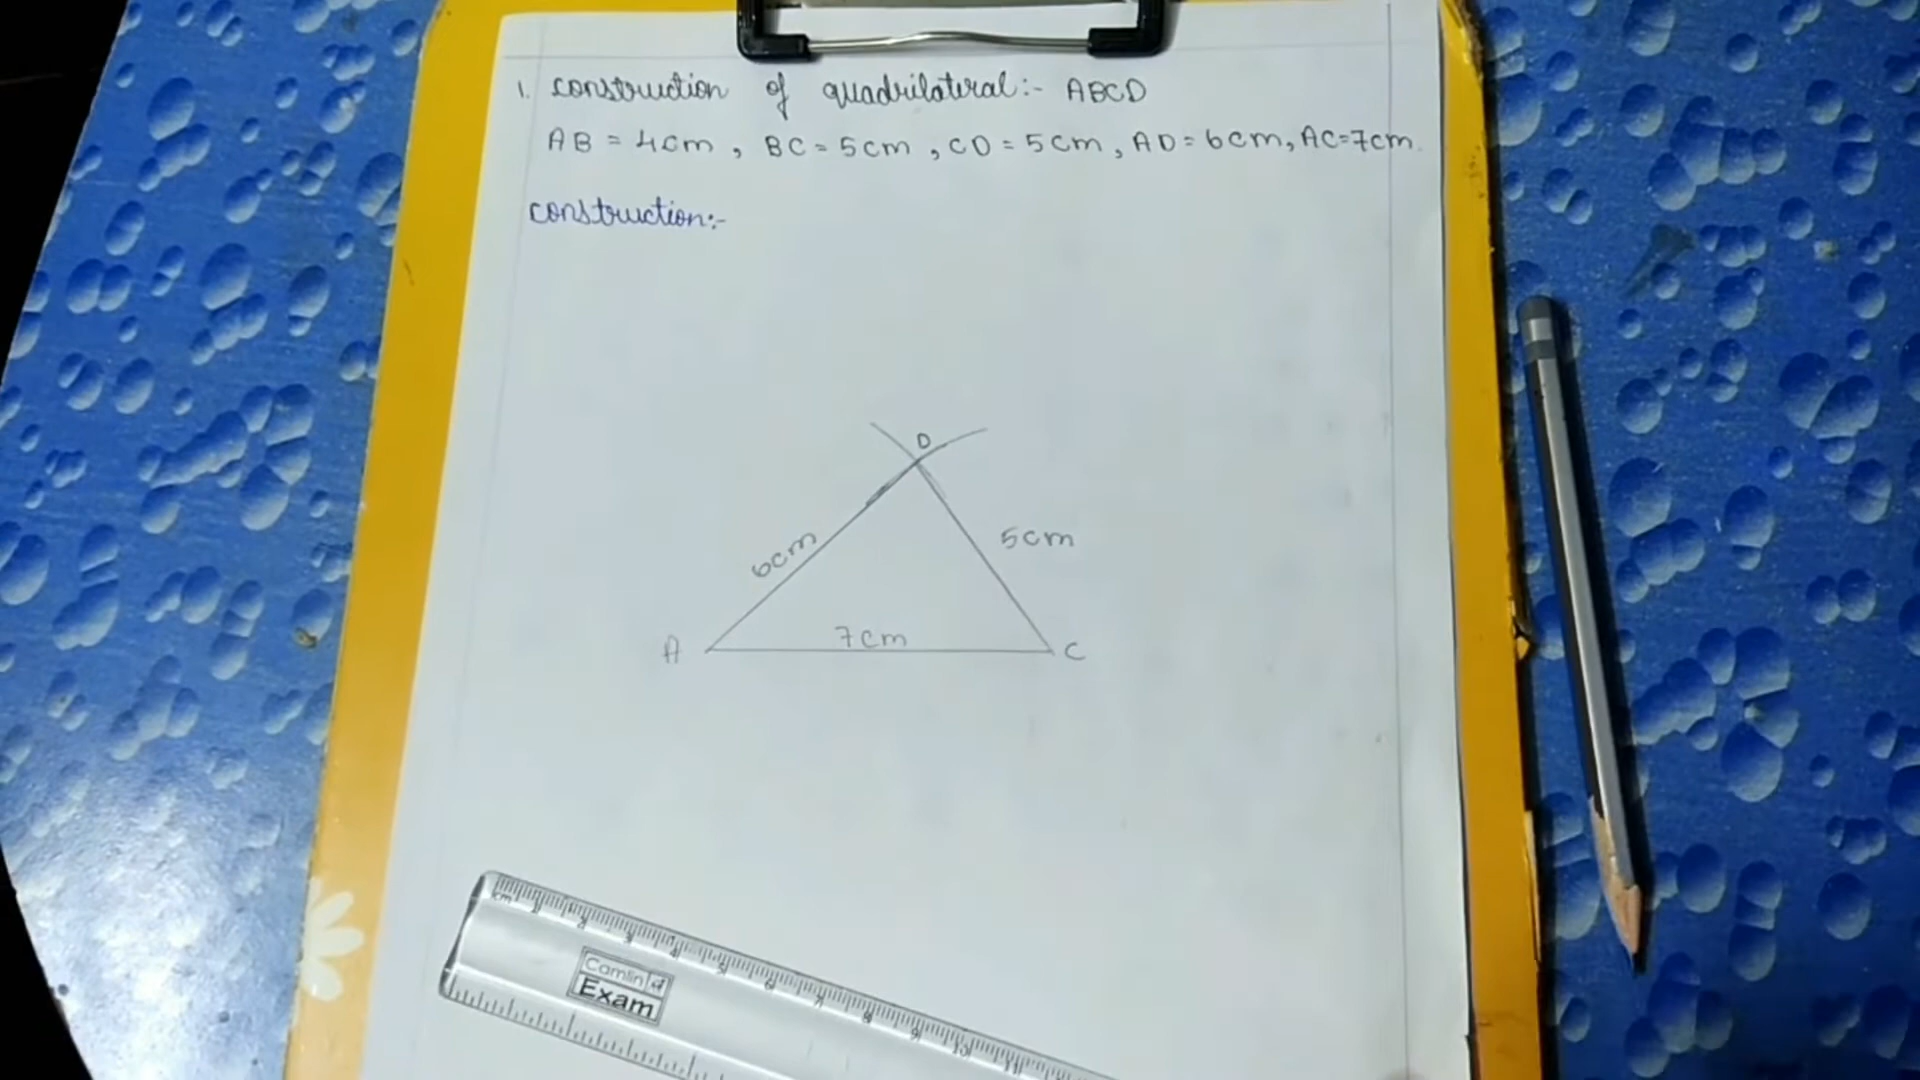 1. construction of quadrilateral:- ABCD
AB = 4cm, BC = 5cm, CD = 5cm, AD = 6cm, AC=7cm.
construction:-
D
6cm
5cm
7cm
A
C
Camlin
Exam